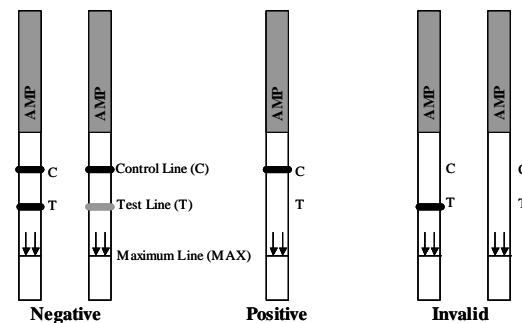 AMP
AMP
AMP
AMP
AMP
C
Control Line (C)
C
C
C
T
Test Line (T)
T
T
T
Maximum Line (MAX)
Negative
Positive
Invalid